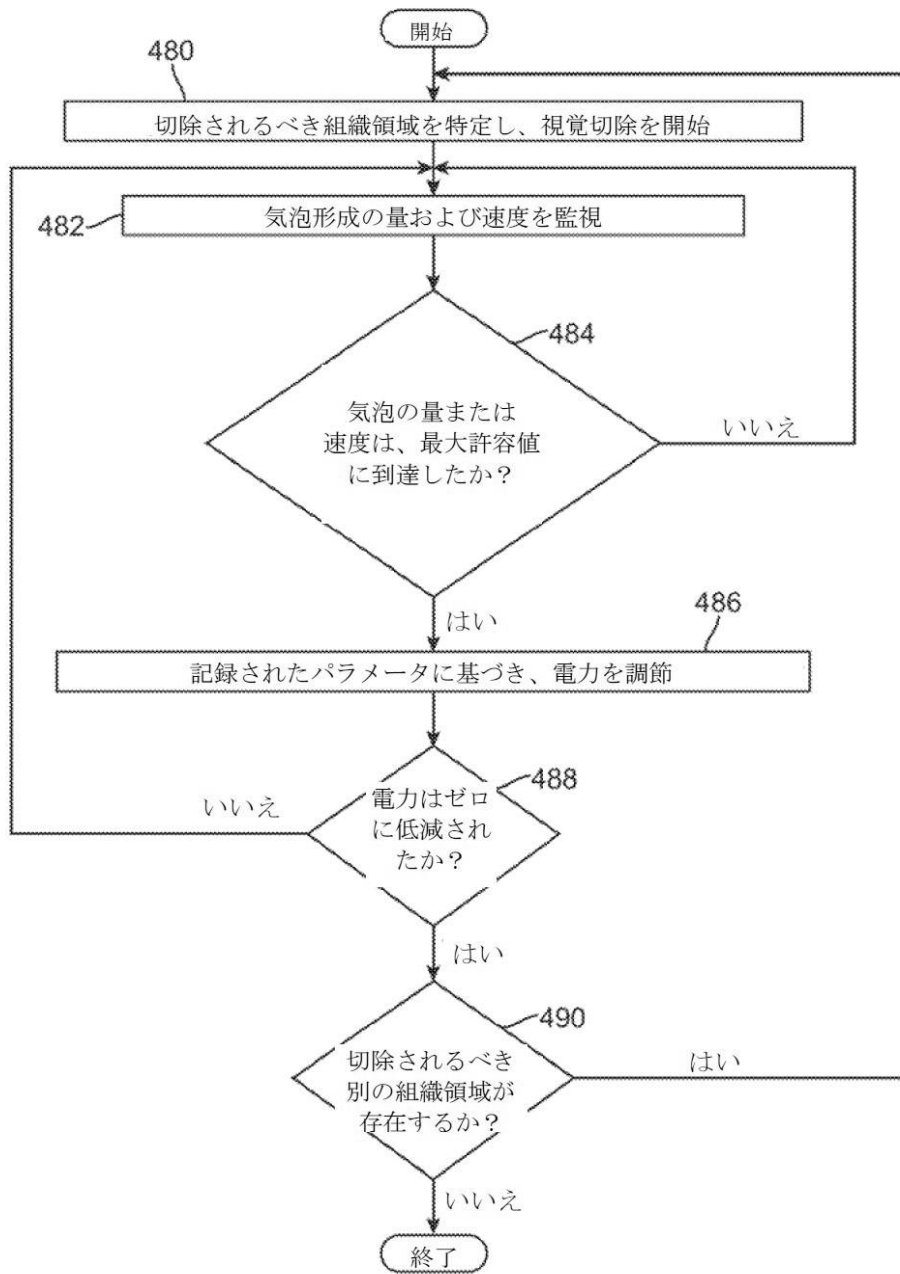 開始
480
切除されるべき組織領域を特定し、視覚切除を開始
482
気泡形成の量および速度を監視
484
気泡の量または
速度は、最大許容値
に到達したか？
いいえ
はい
486
記録されたパラメータに基づき、電力を調節
488
電力はゼロ
に低減され
たか？
いいえ
はい
490
切除されるべき
別の組織領域が
存在するか？
はい
いいえ
終了